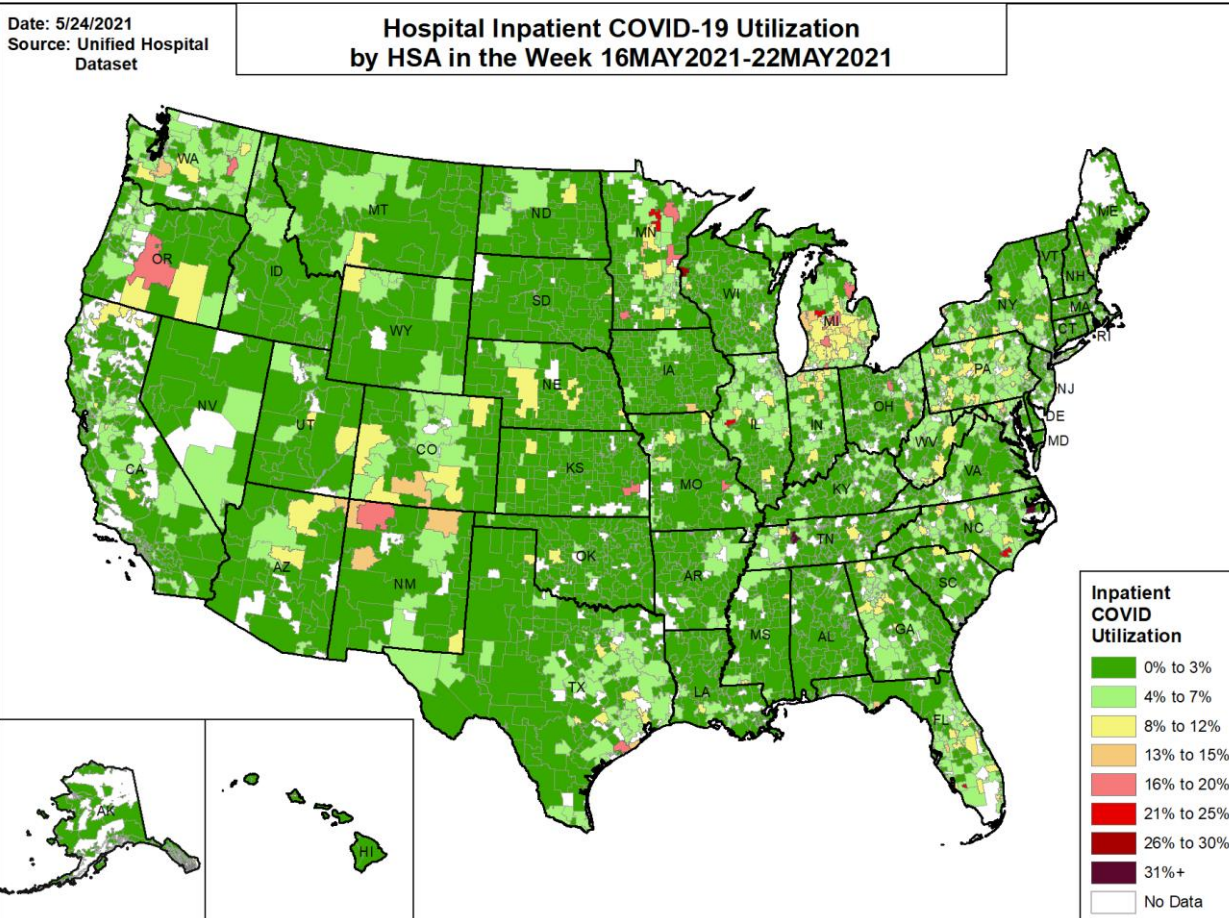 Date: 5/24/2021
Source: Unified Hospital
Dataset
Hospital Inpatient COVID-19 Utilization
by HSA in the Week 16MAY2021-22MAY2021
WA
MT
ND
MN
ME
OR
ID
SD
WI
MI
VT
NH
NY
MA
CT
RI
WY
IA
NE
PA
NJ
NV
UT
CO
IL
IN
OH
DE
MD
WV
VA
CA
KS
MO
KY
AZ
NM
OK
AR
TN
NC
SC
MS
AL
GA
TX
LA
FL
AK
HI
Inpatient
COVID
Utilization
0% to 3%
4% to 7%
8% to 12%
13% to 15%
16% to 20%
21% to 25%
26% to 30%
31%+
No Data